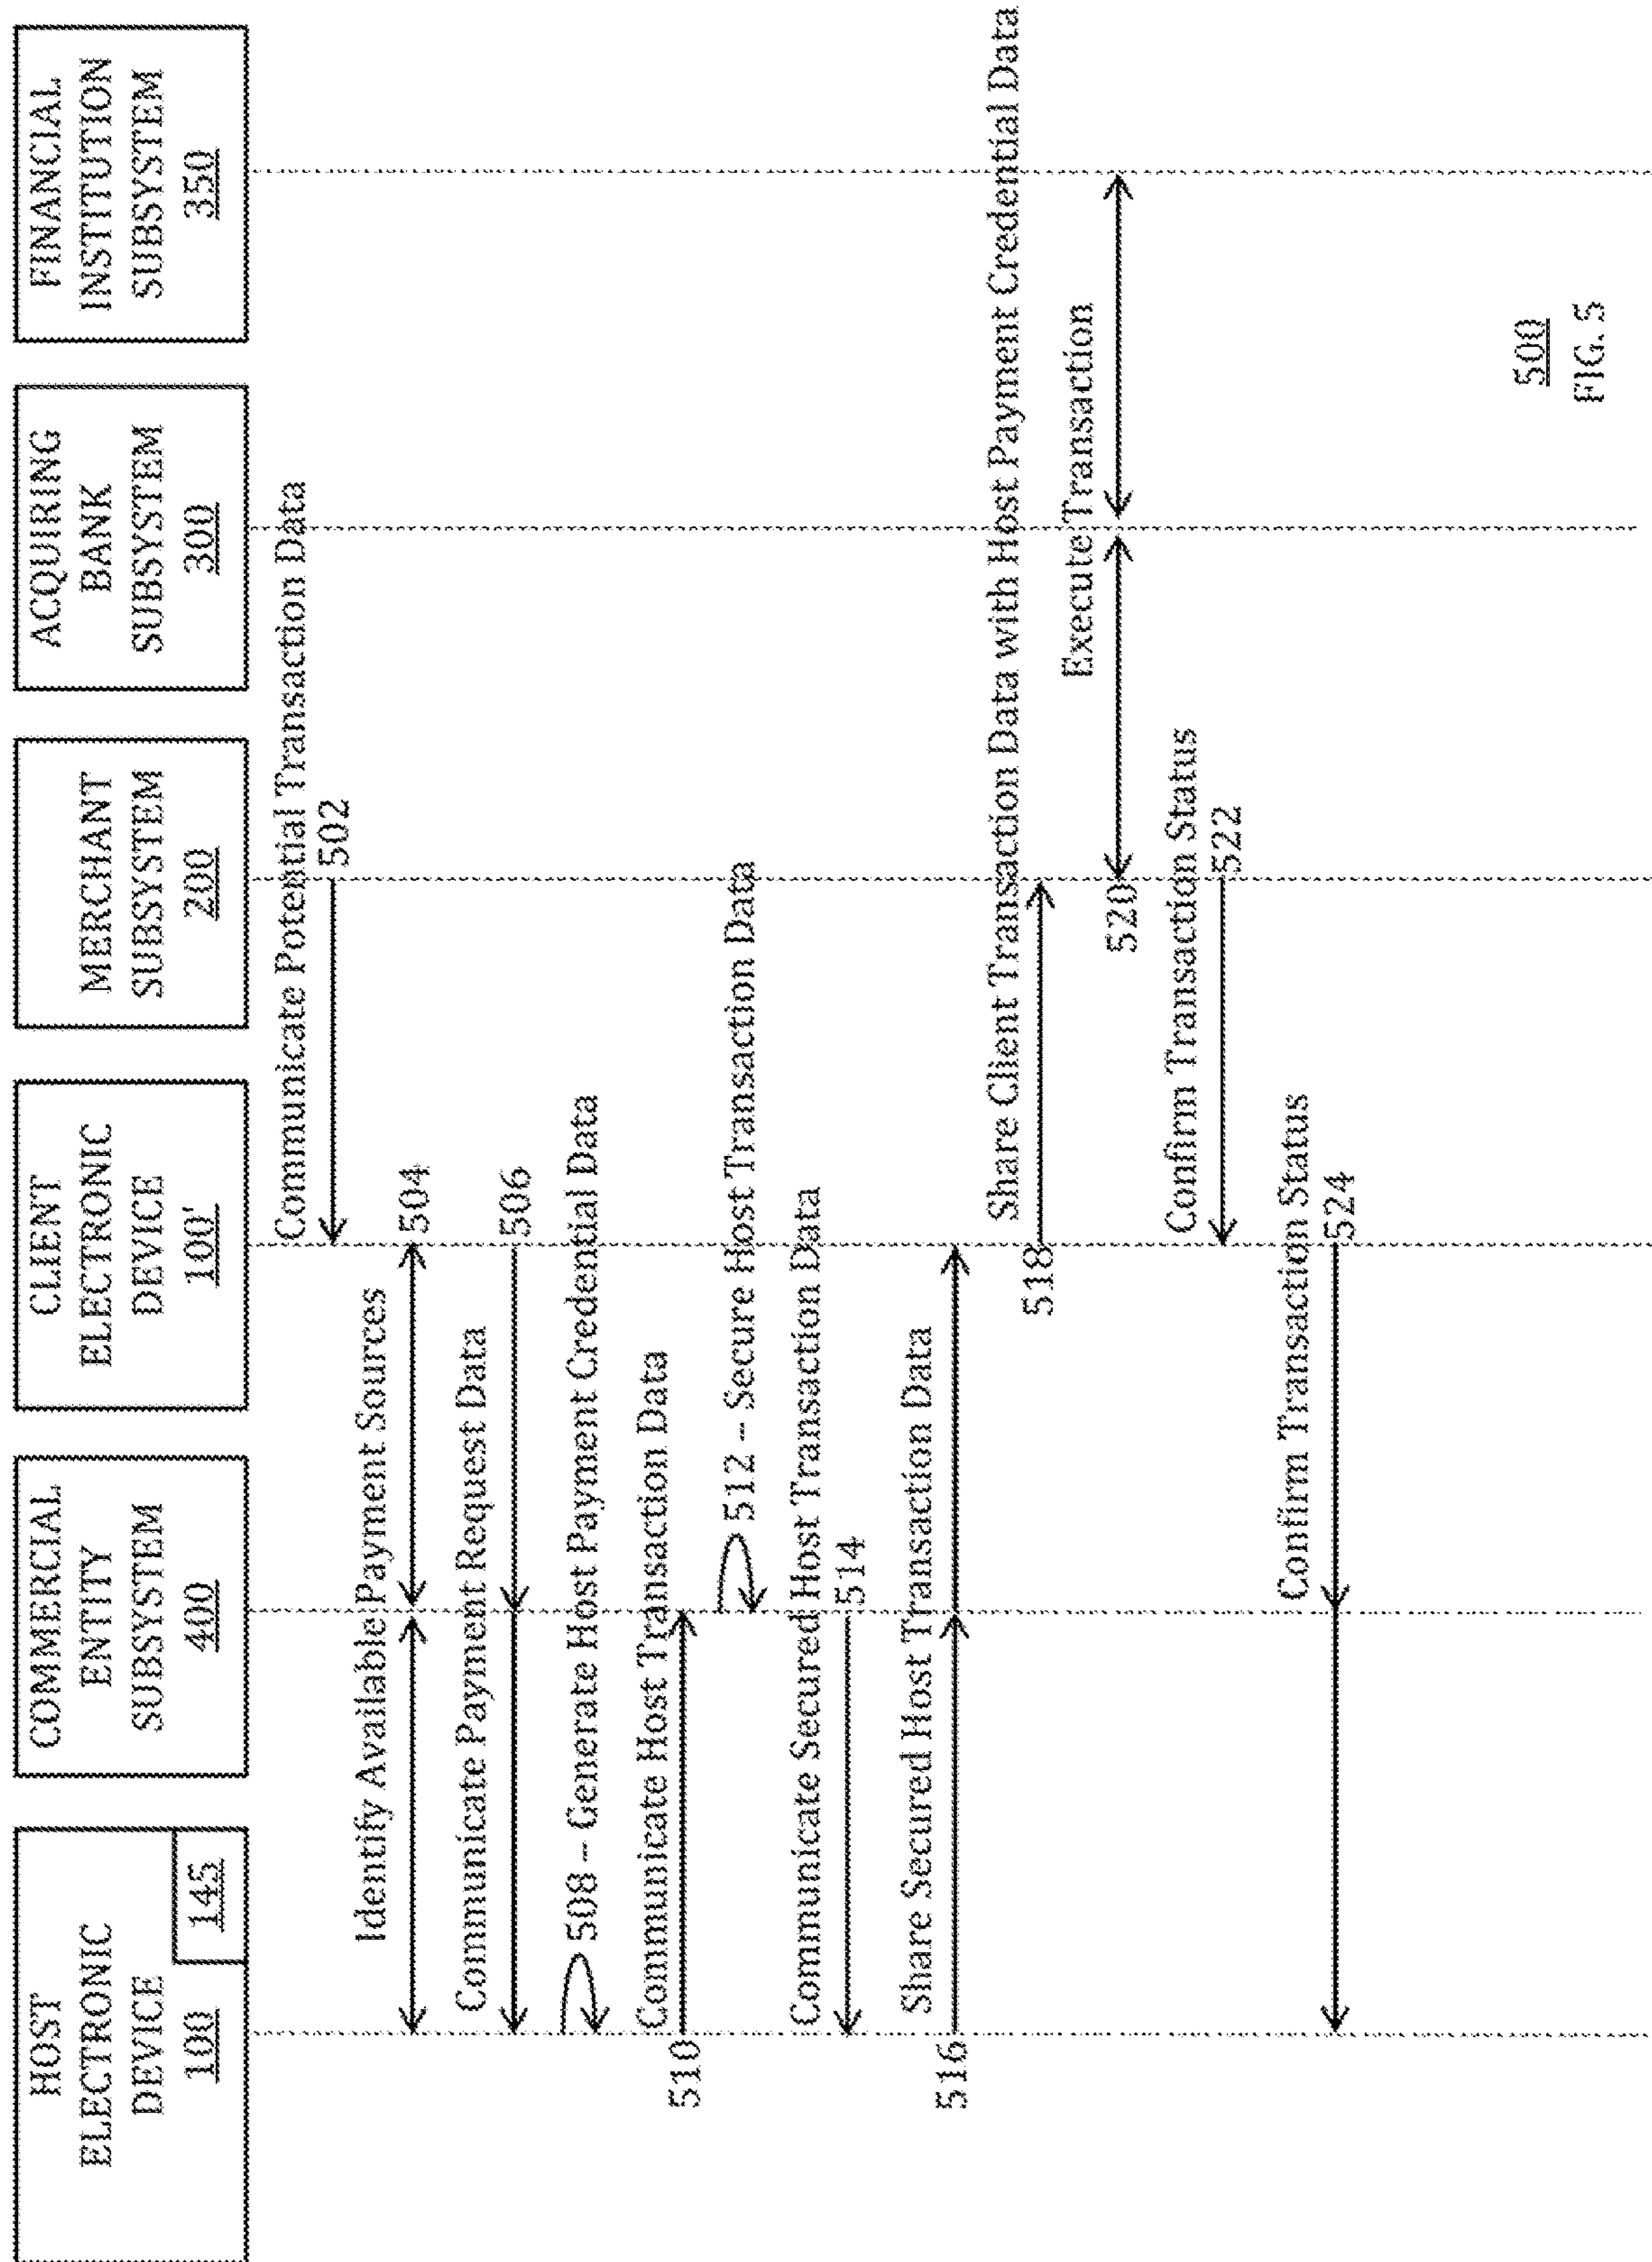 HOST
ELECTRONIC
DEVICE
100
145
COMMERCIAL
ENTITY
SUBSYSTEM
400
CLIENT
ELECTRONIC
DEVICE
100'
MERCHANT
SUBSYSTEM
200
ACQUIRING
BANK
SUBSYSTEM
300
FINANCIAL
INSTITUTION
SUBSYSTEM
350
Communicate Potential Transaction Data
502
Identify Available Payment Sources
504
Communicate Payment Request Data
506
508 – Generate Host Payment Credential Data
Communicate Host Transaction Data
510
512 – Secure Host Transaction Data
Communicate Secured Host Transaction Data
514
Share Secured Host Transaction Data
516
Share Client Transaction Data with Host Payment Credential Data
518
Execute Transaction
520
Confirm Transaction Status
522
Confirm Transaction Status
524
500
FIG. 5